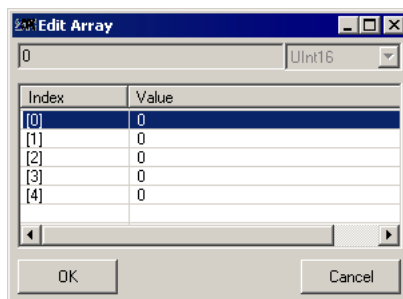 Edit Array
0 UInt16
Index Value
[0] 0
[1] 0
[2] 0
[3] 0
[4] 0
OK Cancel